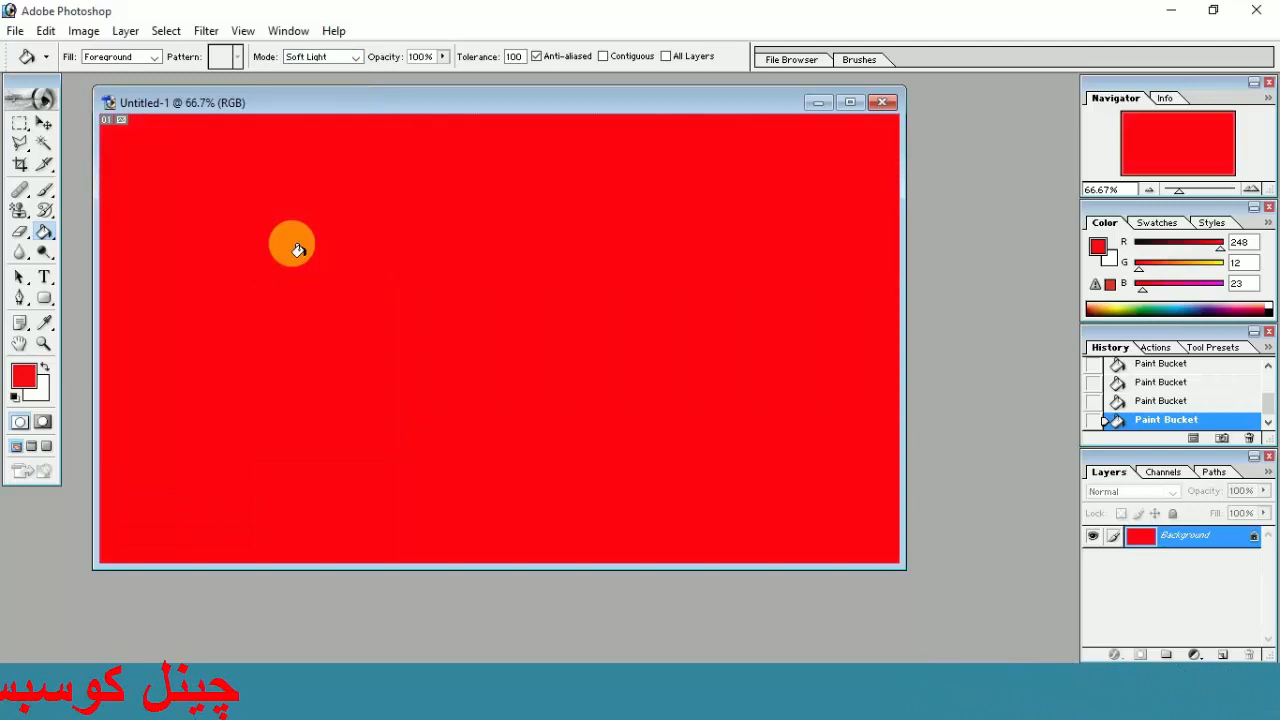 Adobe Photoshop
File Edit Image Layer Select Filter View Window Help
Fill: Foreground Pattern: Mode: Soft Light Opacity: 100% Tolerance: 100 Anti-aliased Contiguous All Layers File Browser Brushes
Untitled-1 @ 66.7% (RGB)
01
Navigator Info
66.67%
Color Swatches Styles
R 248
G 12
B 23
History Actions Tool Presets
Paint Bucket
Paint Bucket
Paint Bucket
Paint Bucket
Layers Channels Paths
Normal Opacity: 100%
Lock: Fill: 100%
Background
چینل کو